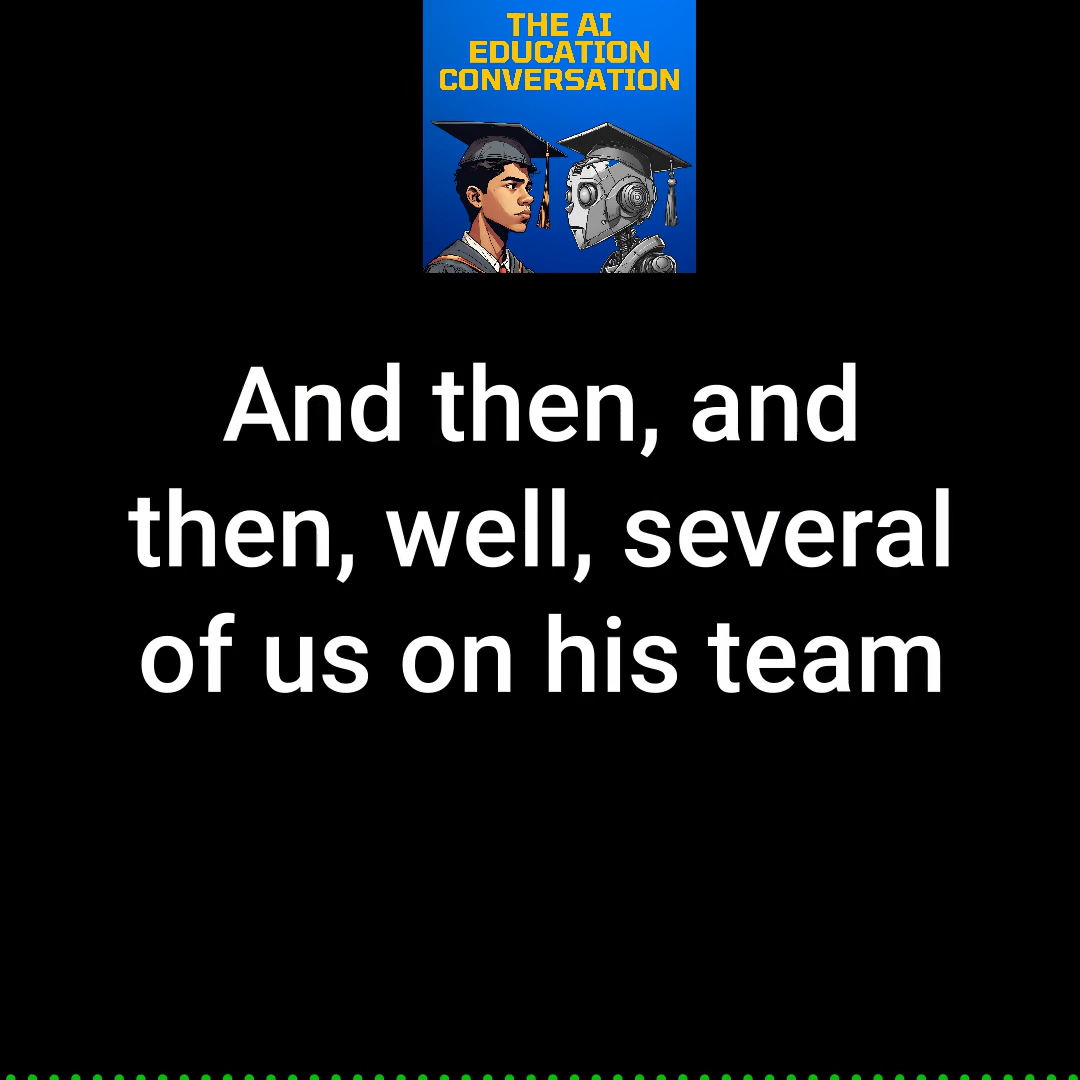 THE AI
EDUCATION
CONVERSATION
And then, and
then, well, several
of us on his team